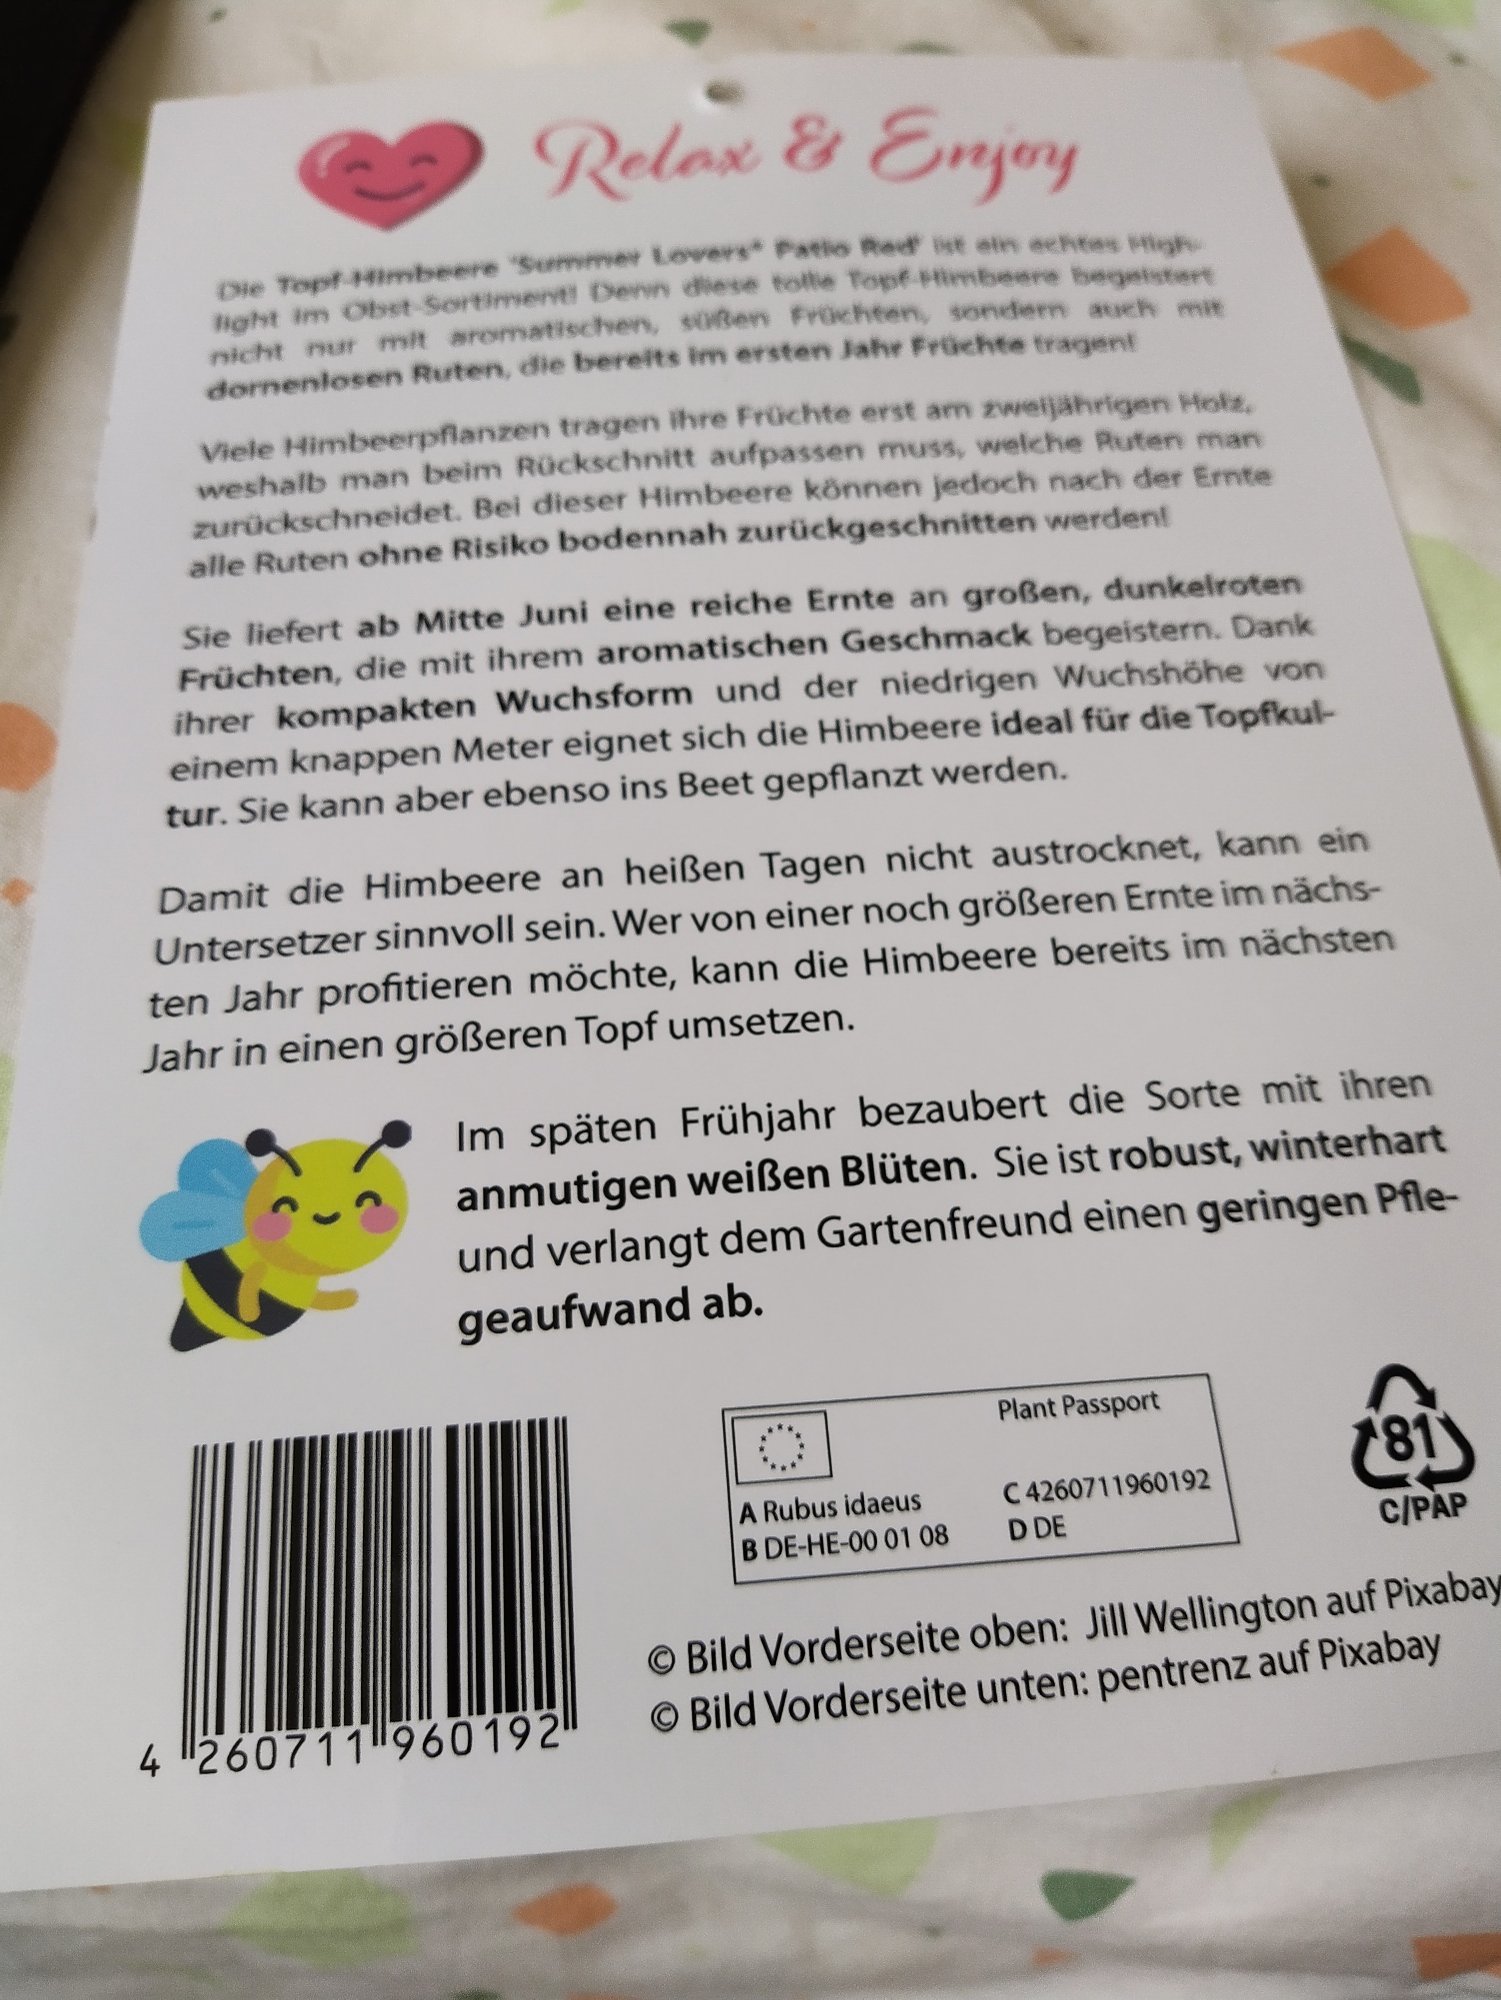 Relax & Enjoy
Die Topf-Himbeere 'Summer Lovers® Patio Red' ist ein echtes High-
light im Obst-Sortiment! Denn diese tolle Topf-Himbeere begeistert
nicht nur mit aromatischen, süßen Früchten, sondern auch mit
dornenlosen Ruten, die bereits im ersten Jahr Früchte tragen!
Viele Himbeerpflanzen tragen ihre Früchte erst am zweijährigen Holz,
weshalb man beim Rückschnitt aufpassen muss, welche Ruten man
zurückschneidet. Bei dieser Himbeere können jedoch nach der Ernte
alle Ruten ohne Risiko bodennah zurückgeschnitten werden!
Sie liefert ab Mitte Juni eine reiche Ernte an großen, dunkelroten
Früchten, die mit ihrem aromatischen Geschmack begeistern. Dank
ihrer kompakten Wuchsform und der niedrigen Wuchshöhe von
einem knappen Meter eignet sich die Himbeere ideal für die Topfkul-
tur. Sie kann aber ebenso ins Beet gepflanzt werden.
Damit die Himbeere an heißen Tagen nicht austrocknet, kann ein
Untersetzer sinnvoll sein. Wer von einer noch größeren Ernte im nächs-
ten Jahr profitieren möchte, kann die Himbeere bereits im nächsten
Jahr in einen größeren Topf umsetzen.
Im späten Frühjahr bezaubert die Sorte mit ihren
anmutigen weißen Blüten. Sie ist robust, winterhart
und verlangt dem Gartenfreund einen geringen Pfle-
geaufwand ab.
Plant Passport
A Rubus idaeus C 4260711960192
B DE-HE-00 01 08 D DE
81
C/PAP
© Bild Vorderseite oben: Jill Wellington auf Pixabay
© Bild Vorderseite unten: pentrenz auf Pixabay
4 260711 960192